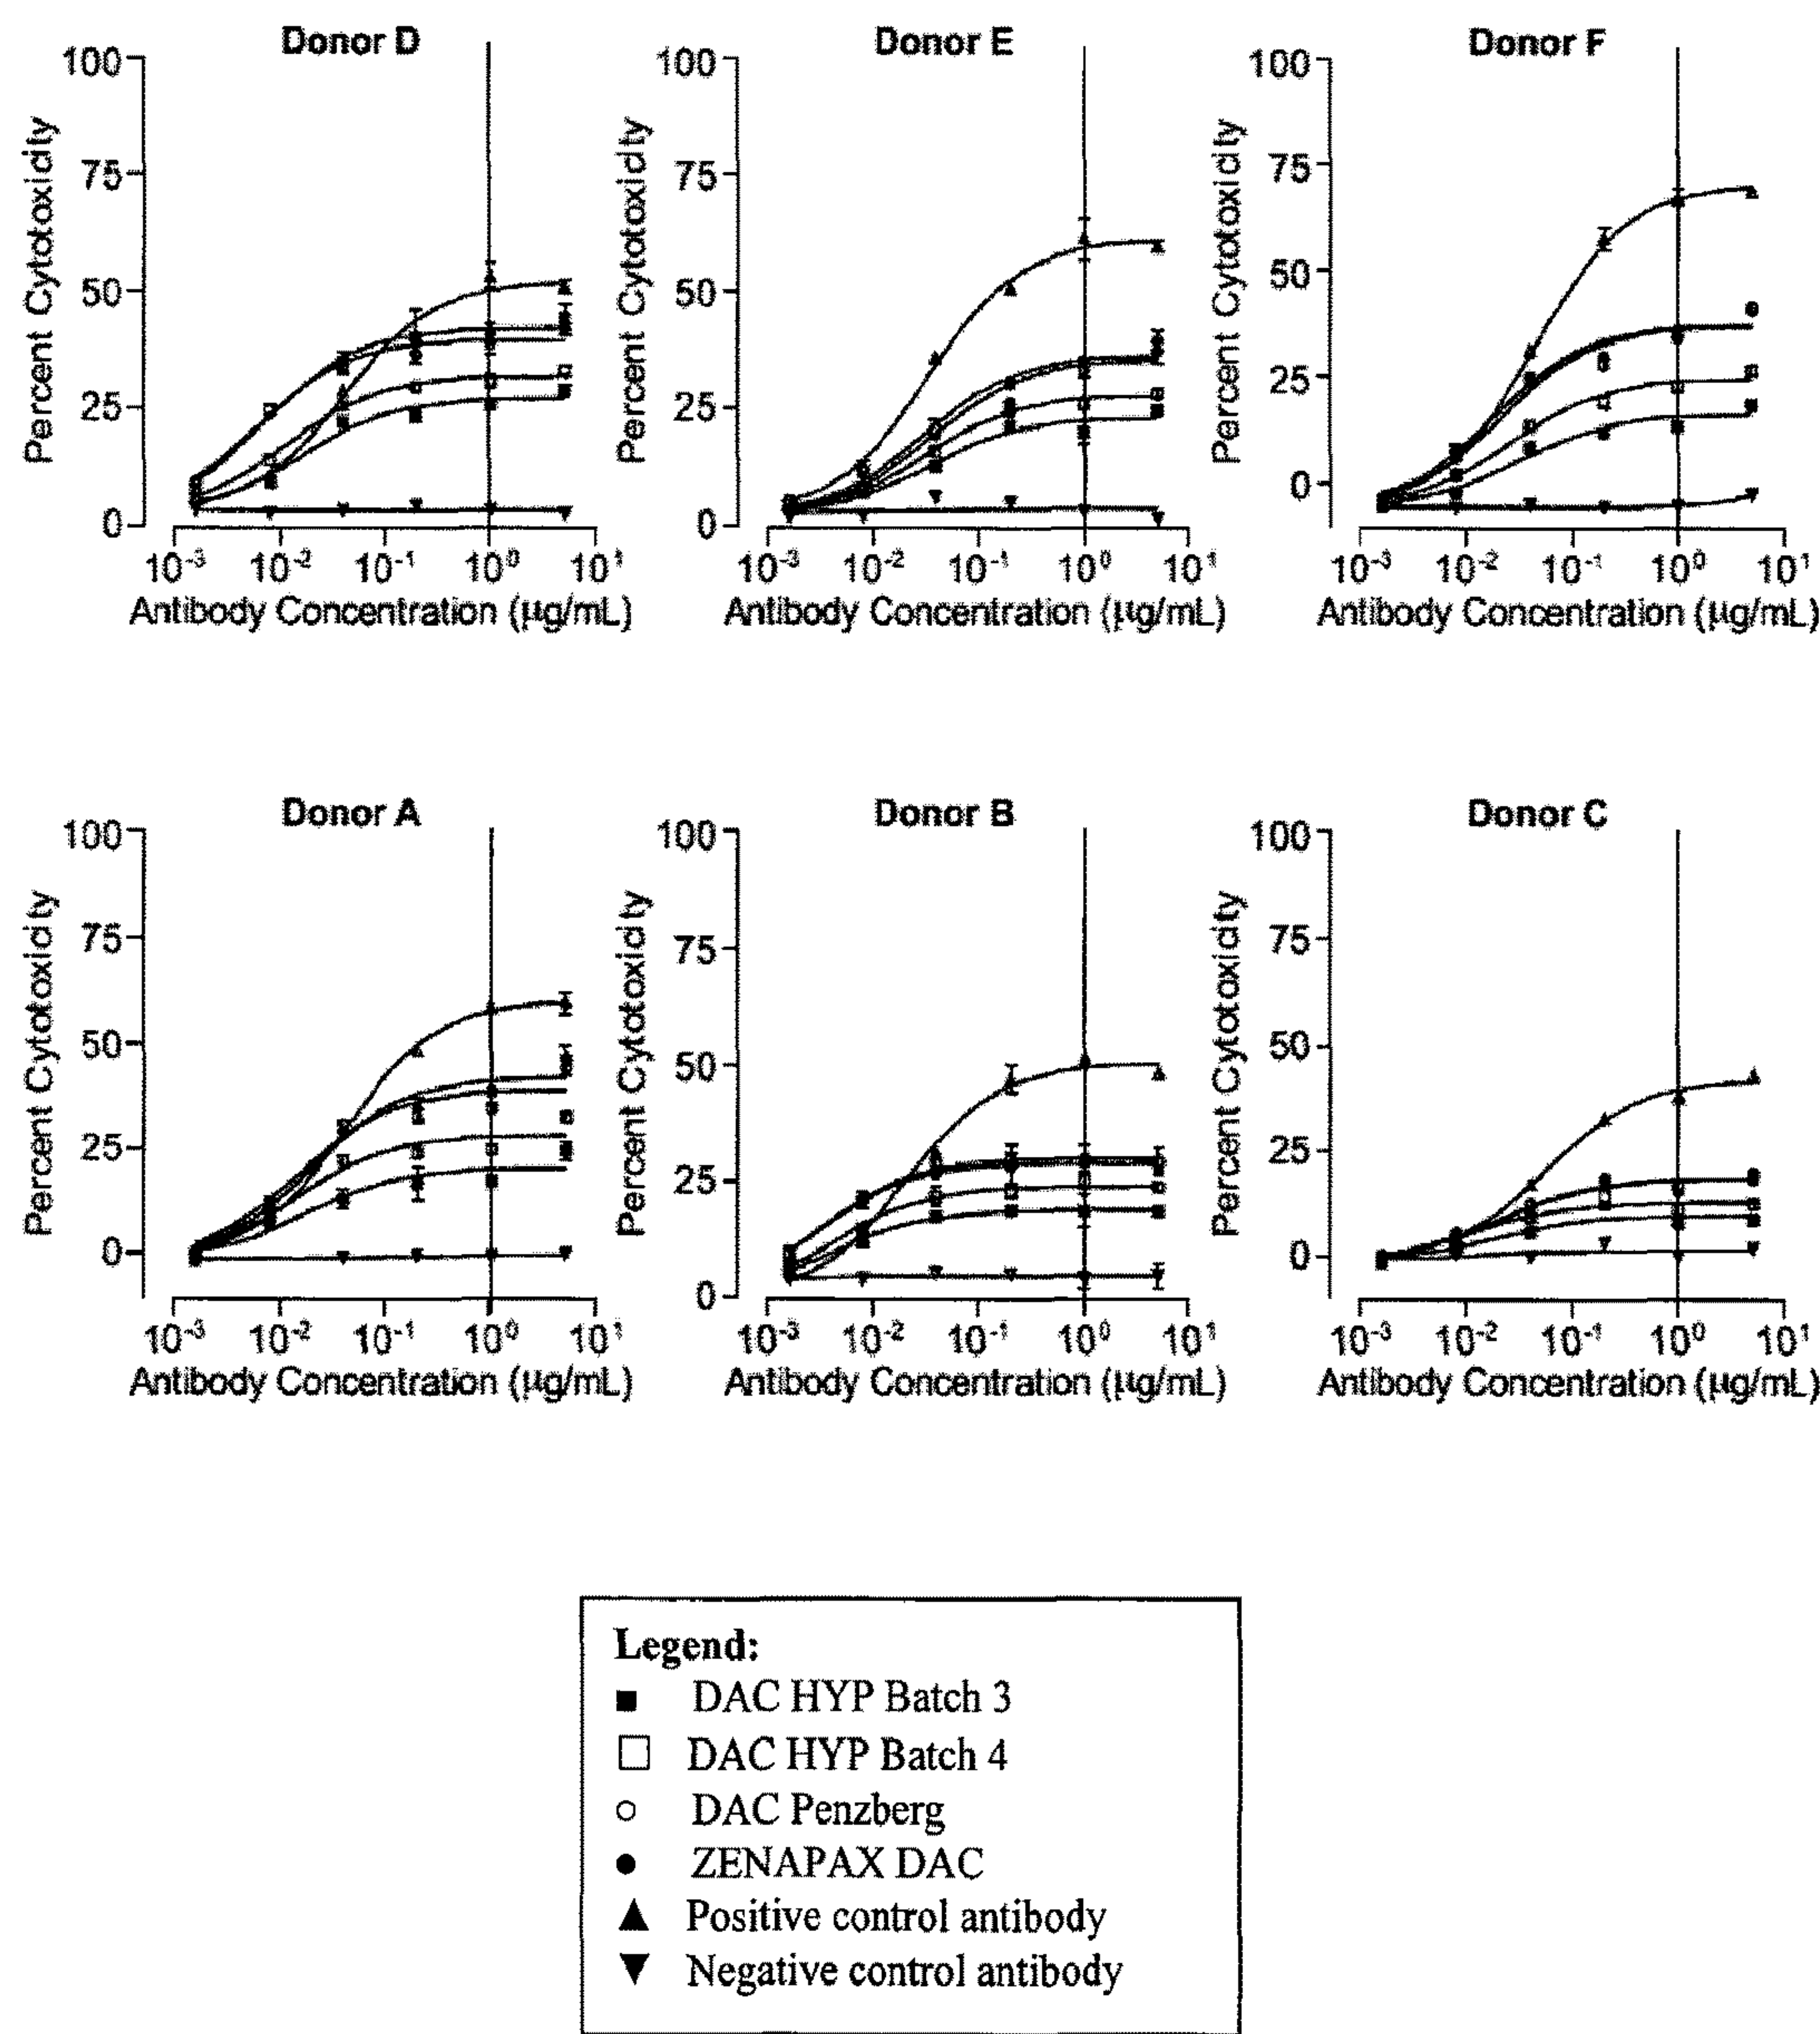 Donor D
Donor E
Donor F
Percent Cytotoxicity
100
75
50
25
0
10-3 10-2 10-1 100 101
Antibody Concentration (µg/mL)
Percent Cytotoxicity
100
75
50
25
0
10-3 10-2 10-1 100 101
Antibody Concentration (µg/mL)
Percent Cytotoxicity
100
75
50
25
0
10-3 10-2 10-1 100 101
Antibody Concentration (µg/mL)
Donor A
Donor B
Donor C
Percent Cytotoxicity
100
75
50
25
0
10-3 10-2 10-1 100 101
Antibody Concentration (µg/mL)
Percent Cytotoxicity
100
75
50
25
0
10-3 10-2 10-1 100 101
Antibody Concentration (µg/mL)
Percent Cytotoxicity
100
75
50
25
0
10-3 10-2 10-1 100 101
Antibody Concentration (µg/mL)
Legend:
DAC HYP Batch 3
DAC HYP Batch 4
DAC Penzberg
ZENAPAX DAC
Positive control antibody
Negative control antibody